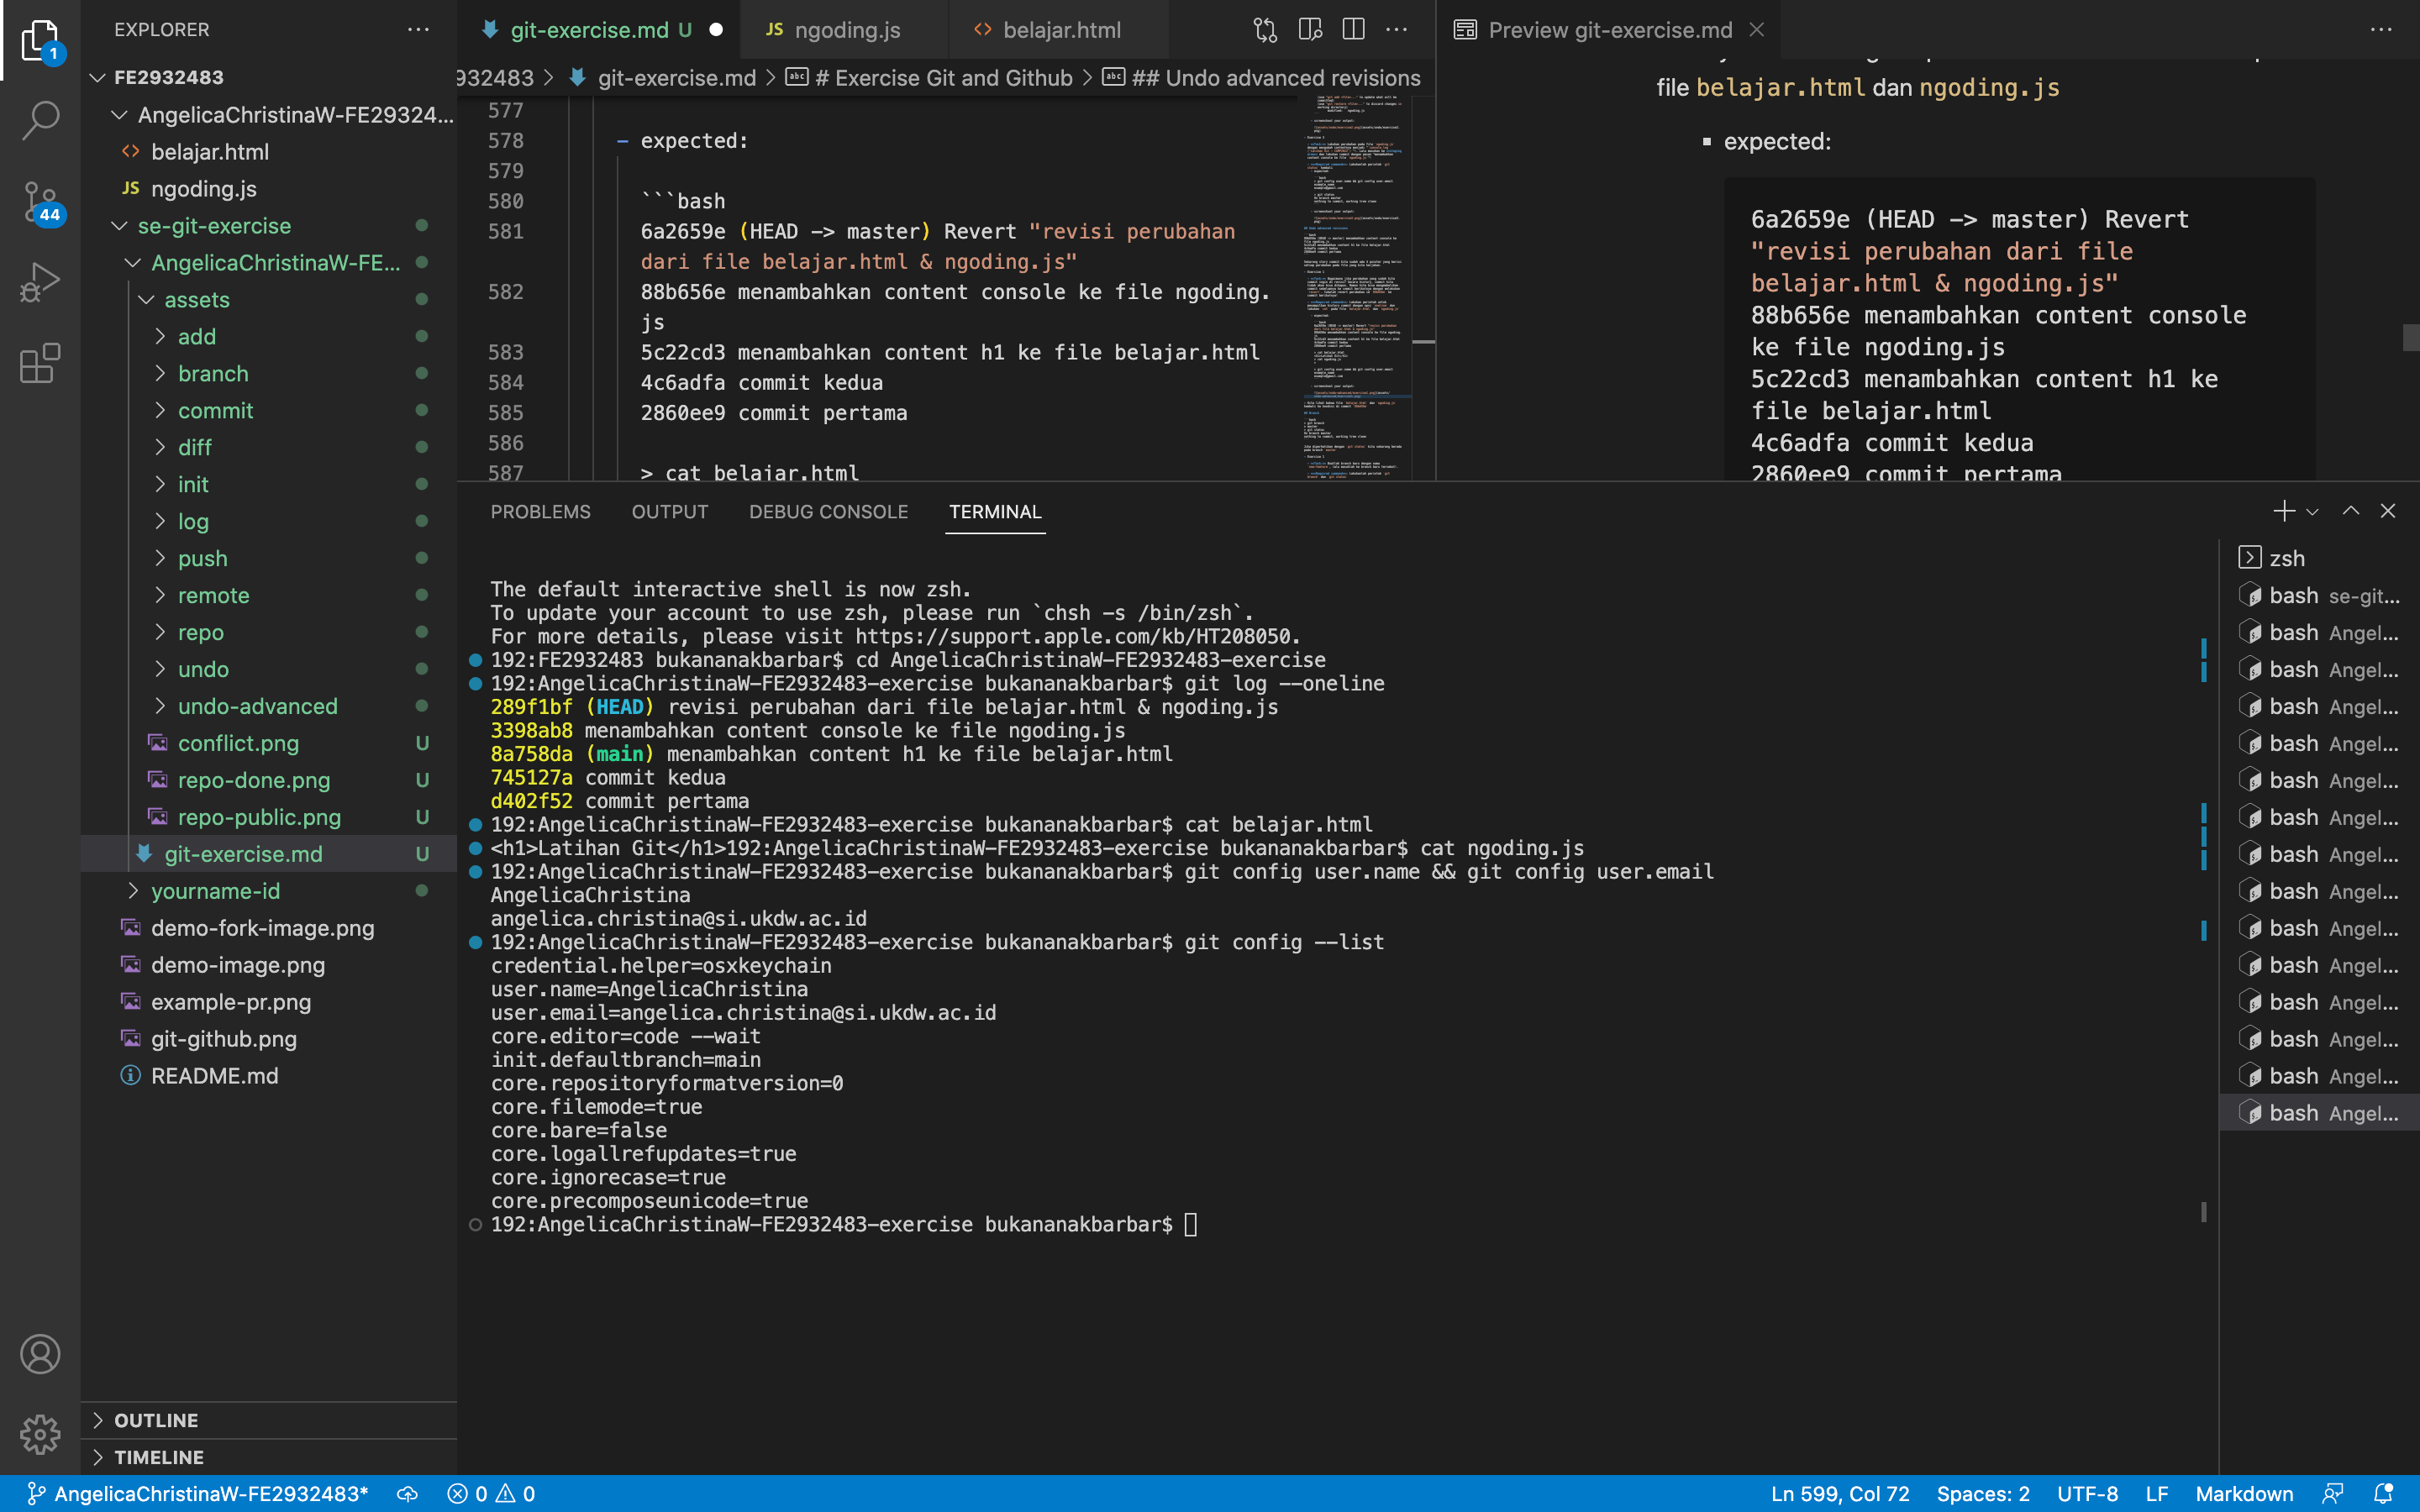 EXPLORER
FE2932483
AngelicaChristinaW-FE29324...
belajar.html
JS ngoding.js
se-git-exercise
AngelicaChristinaW-FE...
assets
add
branch
commit
diff
init
log
push
remote
repo
undo
undo-advanced
conflict.png U
repo-done.png U
repo-public.png U
git-exercise.md U
yourname-id
demo-fork-image.png
demo-image.png
example-pr.png
git-github.png
README.md
OUTLINE
TIMELINE
1
44
git-exercise.md U
JS ngoding.js
belajar.html
932483 > git-exercise.md > # Exercise Git and Github > ## Undo advanced revisions
577
578 - expected:
579
580 ```bash
581 6a2659e (HEAD -> master) Revert "revisi perubahan
dari file belajar.html & ngoding.js"
582 88b656e menambahkan content console ke file ngoding.
js
583 5c22cd3 menambahkan content h1 ke file belajar.html
584 4c6adfa commit kedua
585 2860ee9 commit pertama
586
587 > cat belajar.html
Preview git-exercise.md
file belajar.html dan ngoding.js
▪ expected:
6a2659e (HEAD -> master) Revert
"revisi perubahan dari file
belajar.html & ngoding.js"
88b656e menambahkan content console
ke file ngoding.js
5c22cd3 menambahkan content h1 ke
file belajar.html
4c6adfa commit kedua
2860ee9 commit pertama
PROBLEMS OUTPUT DEBUG CONSOLE TERMINAL
The default interactive shell is now zsh.
To update your account to use zsh, please run `chsh -s /bin/zsh`.
For more details, please visit https://support.apple.com/kb/HT208050.
192:FE2932483 bukananakbarbar$ cd AngelicaChristinaW-FE2932483-exercise
192:AngelicaChristinaW-FE2932483-exercise bukananakbarbar$ git log --oneline
289f1bf (HEAD) revisi perubahan dari file belajar.html & ngoding.js
3398ab8 menambahkan content console ke file ngoding.js
8a758da (main) menambahkan content h1 ke file belajar.html
745127a commit kedua
d402f52 commit pertama
192:AngelicaChristinaW-FE2932483-exercise bukananakbarbar$ cat belajar.html
<h1>Latihan Git</h1>192:AngelicaChristinaW-FE2932483-exercise bukananakbarbar$ cat ngoding.js
192:AngelicaChristinaW-FE2932483-exercise bukananakbarbar$ git config user.name && git config user.email
AngelicaChristina
angelica.christina@si.ukdw.ac.id
192:AngelicaChristinaW-FE2932483-exercise bukananakbarbar$ git config --list
credential.helper=osxkeychain
user.name=AngelicaChristina
user.email=angelica.christina@si.ukdw.ac.id
core.editor=code --wait
init.defaultbranch=main
core.repositoryformatversion=0
core.filemode=true
core.bare=false
core.logallrefupdates=true
core.ignorecase=true
core.precomposeunicode=true
192:AngelicaChristinaW-FE2932483-exercise bukananakbarbar$
zsh
bash se-git...
bash Angel...
bash Angel...
bash Angel...
bash Angel...
bash Angel...
bash Angel...
bash Angel...
bash Angel...
bash Angel...
bash Angel...
bash Angel...
bash Angel...
bash Angel...
bash Angel...
AngelicaChristinaW-FE2932483* 0 0
Ln 599, Col 72 Spaces: 2 UTF-8 LF Markdown